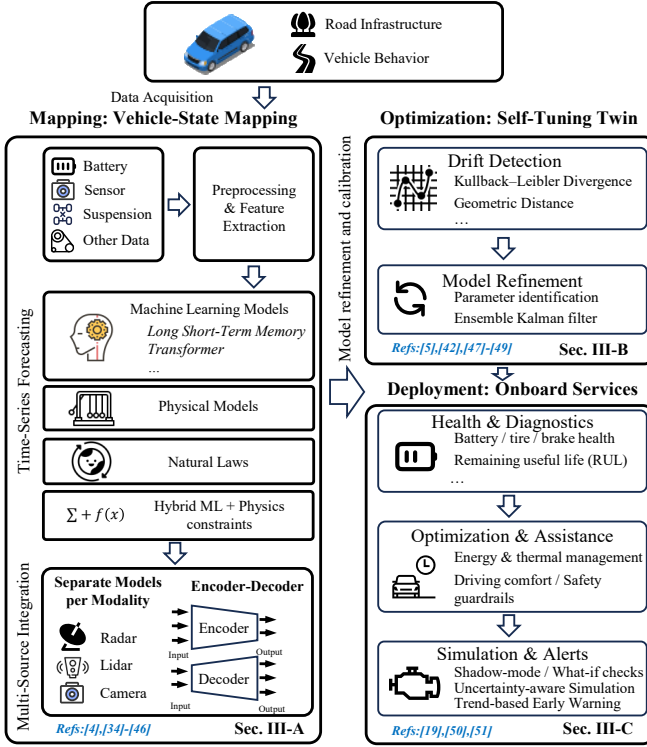 Road Infrastructure
Vehicle Behavior
Data Acquisition
Mapping: Vehicle-State Mapping
Battery
Sensor
Suspension
Other Data
Preprocessing
& Feature
Extraction
Time-Series Forecasting
Machine Learning Models
Long Short-Term Memory
Transformer
...
Physical Models
Natural Laws
∑ + f(x)
Hybrid ML + Physics
constraints
Multi-Source Integration
Separate Models
per Modality
Radar
Lidar
Camera
Encoder-Decoder
Encoder
Input
Output
Decoder
Input
Output
Refs:[4],[34]-[46]
Sec. III-A
Model refinement and calibration
Optimization: Self-Tuning Twin
Drift Detection
Kullback–Leibler Divergence
Geometric Distance
...
Model Refinement
Parameter identification
Ensemble Kalman filter
Refs:[5],[42],[47]-[49]
Sec. III-B
Deployment: Onboard Services
Health & Diagnostics
Battery / tire / brake health
Remaining useful life (RUL)
...
Optimization & Assistance
Energy & thermal management
Driving comfort / Safety
guardrails
Simulation & Alerts
Shadow-mode / What-if checks
Uncertainty-aware Simulation
Trend-based Early Warning
Refs:[19],[50],[51]
Sec. III-C